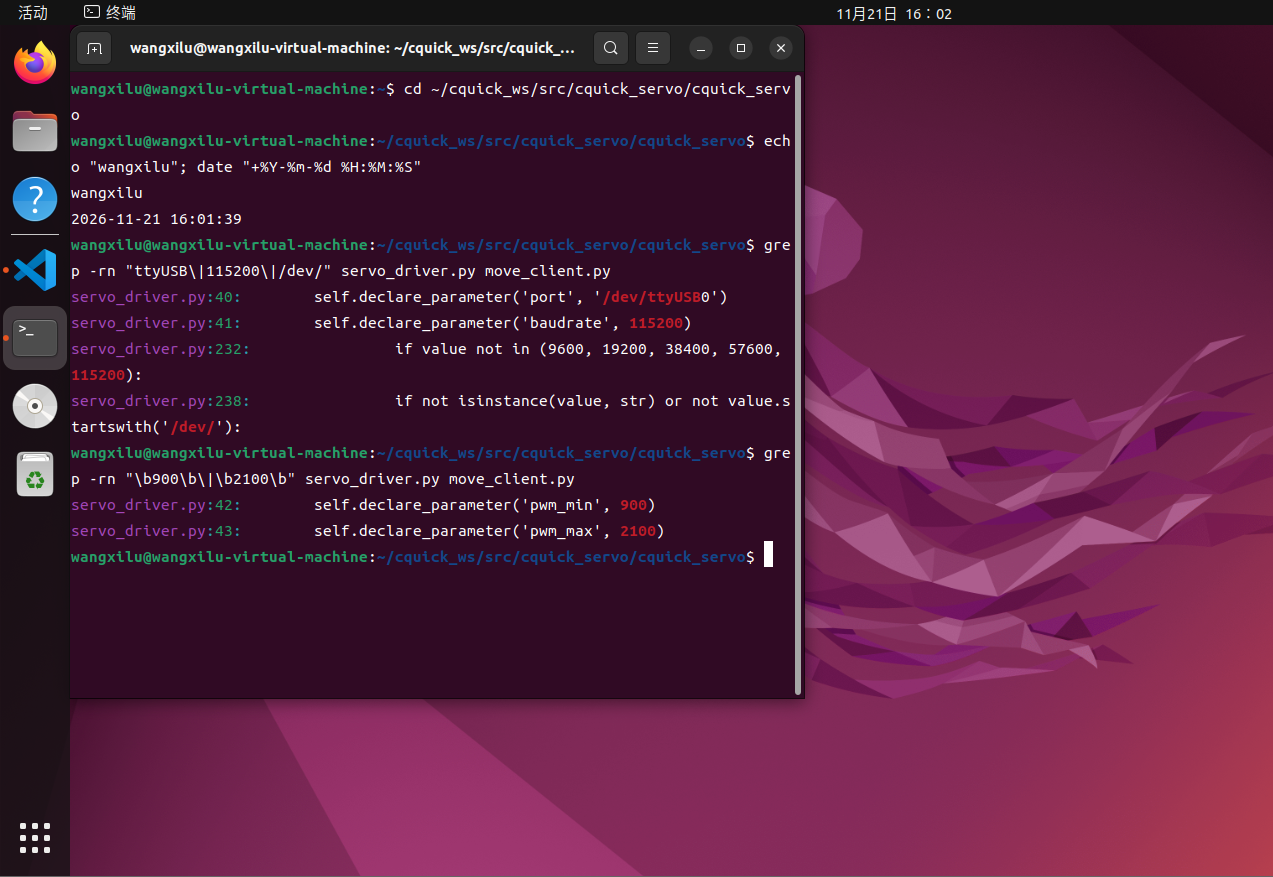 活动
终端
11月21日 16：02
wangxilu@wangxilu-virtual-machine: ~/cquick_ws/src/cquick_...
wangxilu@wangxilu-virtual-machine:~$ cd ~/cquick_ws/src/cquick_servo/cquick_serv
o
wangxilu@wangxilu-virtual-machine:~/cquick_ws/src/cquick_servo/cquick_servo$ ech
o "wangxilu"; date "+%Y-%m-%d %H:%M:%S"
wangxilu
2026-11-21 16:01:39
wangxilu@wangxilu-virtual-machine:~/cquick_ws/src/cquick_servo/cquick_servo$ gre
p -rn "ttyUSB\|115200\|/dev/" servo_driver.py move_client.py
servo_driver.py:40:        self.declare_parameter('port', '/dev/ttyUSB0')
servo_driver.py:41:        self.declare_parameter('baudrate', 115200)
servo_driver.py:232:                if value not in (9600, 19200, 38400, 57600,
115200):
servo_driver.py:238:                if not isinstance(value, str) or not value.s
tartswith('/dev/'):
wangxilu@wangxilu-virtual-machine:~/cquick_ws/src/cquick_servo/cquick_servo$ gre
p -rn "\b900\b\|\b2100\b" servo_driver.py move_client.py
servo_driver.py:42:        self.declare_parameter('pwm_min', 900)
servo_driver.py:43:        self.declare_parameter('pwm_max', 2100)
wangxilu@wangxilu-virtual-machine:~/cquick_ws/src/cquick_servo/cquick_servo$